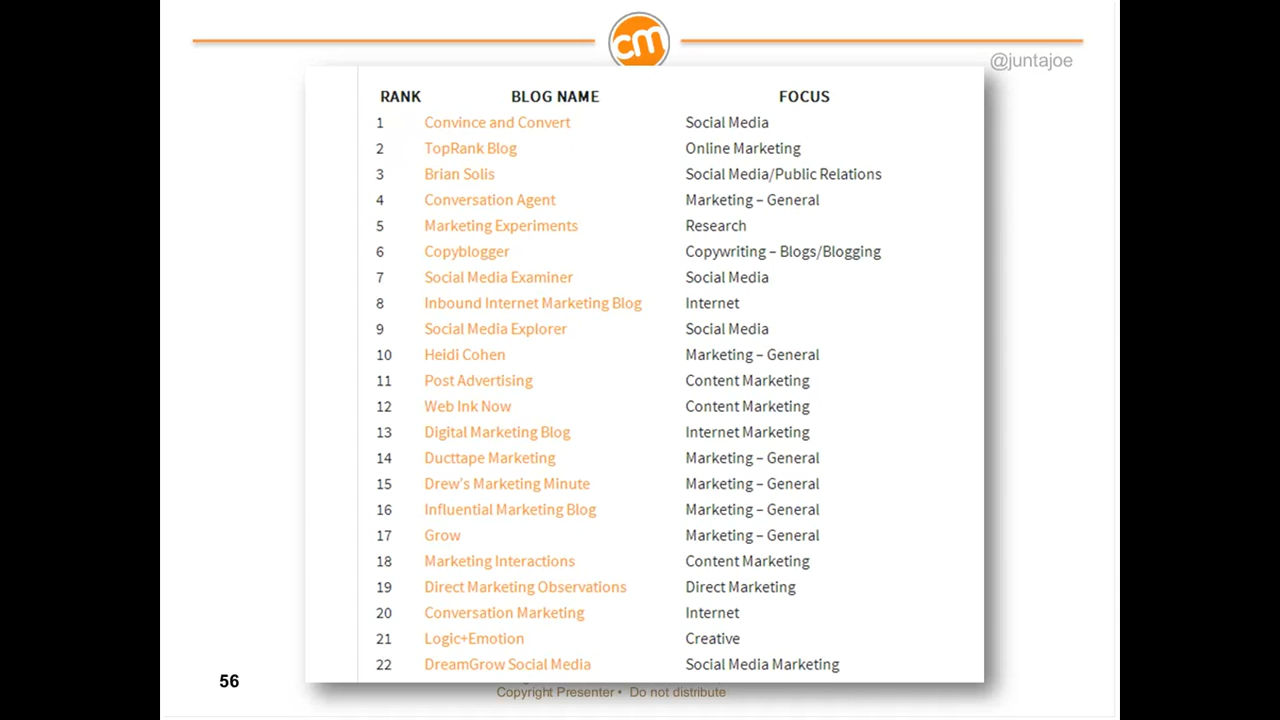 cm
@juntajoe
RANK BLOG NAME FOCUS
1 Convince and Convert Social Media
2 TopRank Blog Online Marketing
3 Brian Solis Social Media/Public Relations
4 Conversation Agent Marketing – General
5 Marketing Experiments Research
6 Copyblogger Copywriting – Blogs/Blogging
7 Social Media Examiner Social Media
8 Inbound Internet Marketing Blog Internet
9 Social Media Explorer Social Media
10 Heidi Cohen Marketing – General
11 Post Advertising Content Marketing
12 Web Ink Now Content Marketing
13 Digital Marketing Blog Internet Marketing
14 Ducttape Marketing Marketing – General
15 Drew's Marketing Minute Marketing – General
16 Influential Marketing Blog Marketing – General
17 Grow Marketing – General
18 Marketing Interactions Content Marketing
19 Direct Marketing Observations Direct Marketing
20 Conversation Marketing Internet
21 Logic+Emotion Creative
22 DreamGrow Social Media Social Media Marketing
56
Copyright Presenter • Do not distribute